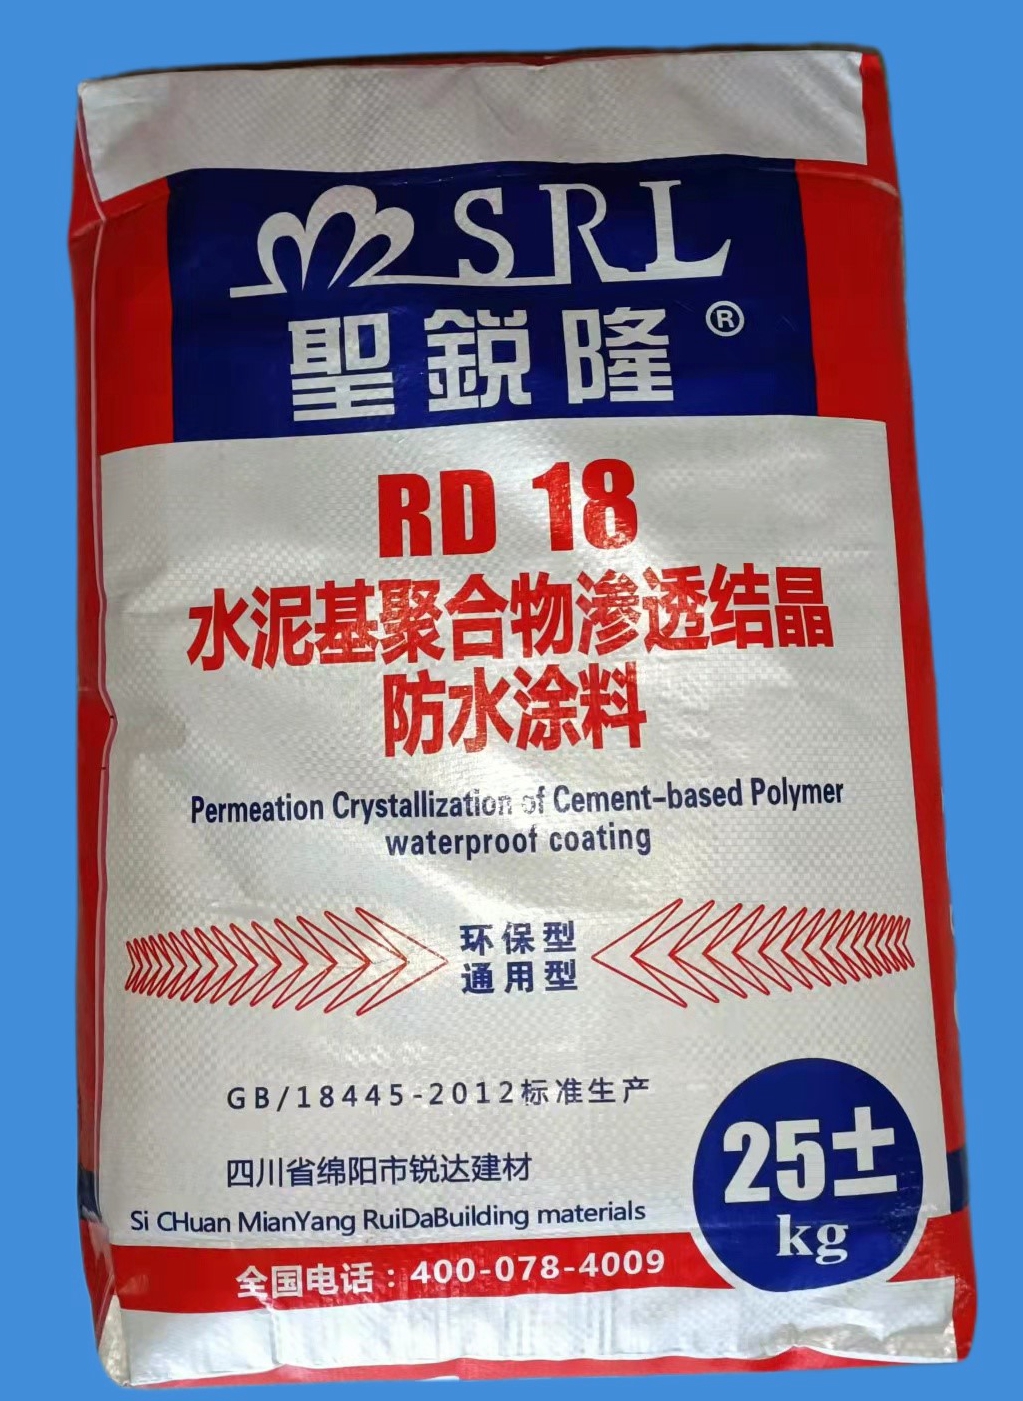 SRL
聖鋭隆®
RD 18
水泥基聚合物渗透结晶
防水涂料
Permeation Crystallization of Cement-based Polymer
waterproof coating
环保型
通用型
GB/18445-2012标准生产
四川省绵阳市锐达建材
Si CHuan MianYang RuiDaBuilding materials
25±
kg
全国电话：400-078-4009